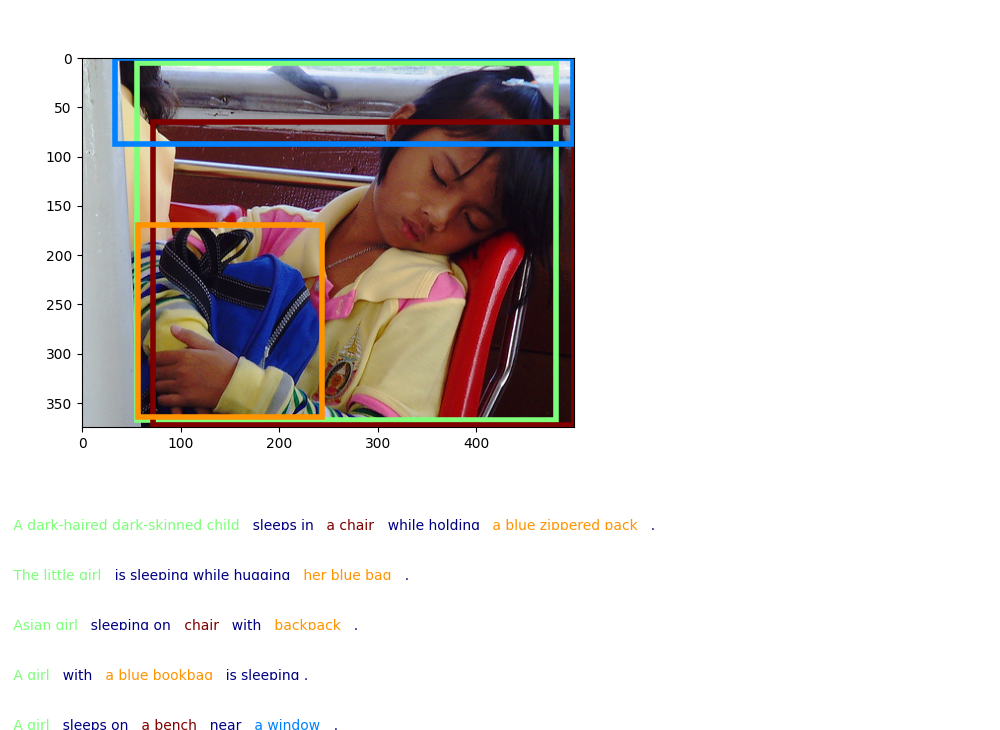 0
50
100
150
200
250
300
350
0 100 200 300 400
A dark-haired dark-skinned child sleeps in a chair while holding a blue zippered pack .
The little girl is sleeping while hugging her blue bag .
Asian girl sleeping on chair with backpack .
A girl with a blue bookbag is sleeping .
A girl sleeps on a bench near a window .